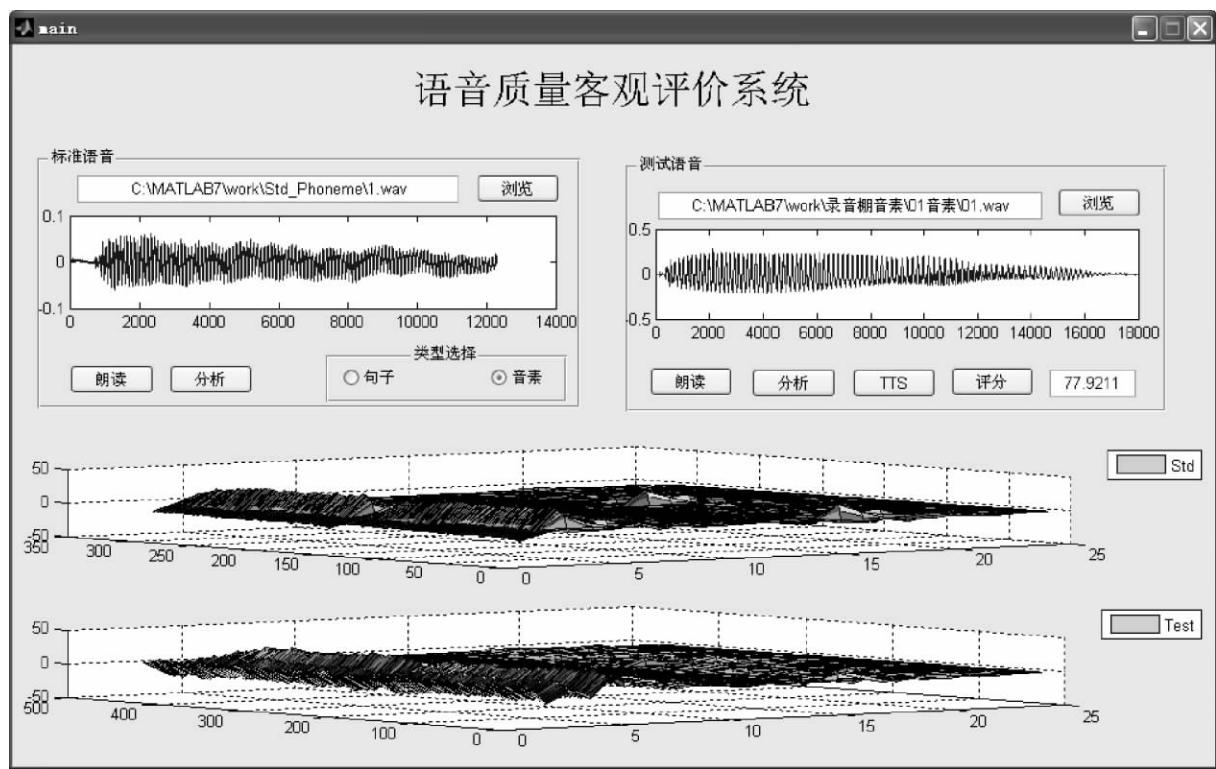 main
语音质量客观评价系统
标准语音
C:\MATLAB7\work\Std_Phoneme\1.wav
浏览
0.1
0
-0.1
0 2000 4000 6000 8000 10000 12000 14000
类型选择
朗读 分析
句子 音素
测试语音
C:\MATLAB7\work\录音棚音素\01音素\01.wav
浏览
0.5
0
-0.5
0 2000 4000 6000 8000 10000 12000 14000 16000 18000
朗读 分析 TTS 评分 77.9211
Std
50
0
-50
350 300 250 200 150 100 50 0 0 5 10 15 20 25
Test
50
0
-50
500 400 300 200 100 0 0 5 10 15 20 25